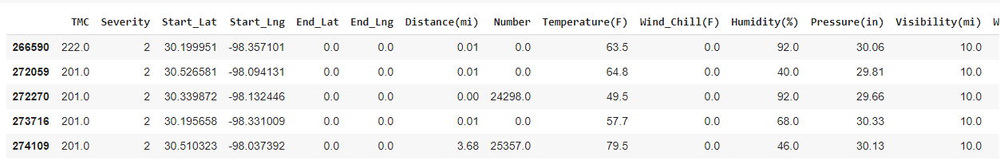 TMC Severity Start_Lat Start_Lng End_Lat End_Lng Distance(mi) Number Temperature(F) Wind_Chill(F) Humidity(%) Pressure(in) Visibility(mi)
266590 222.0 2 30.199951 -98.357101 0.0 0.0 0.01 0.0 63.5 0.0 92.0 30.06 10.0
272059 201.0 2 30.526581 -98.094131 0.0 0.0 0.01 0.0 64.8 0.0 40.0 29.81 10.0
272270 201.0 2 30.339872 -98.132446 0.0 0.0 0.00 24298.0 49.5 0.0 92.0 29.66 10.0
273716 201.0 2 30.195658 -98.331009 0.0 0.0 0.01 0.0 57.7 0.0 68.0 30.33 10.0
274109 201.0 2 30.510323 -98.037392 0.0 0.0 3.68 25357.0 79.5 0.0 46.0 30.13 10.0